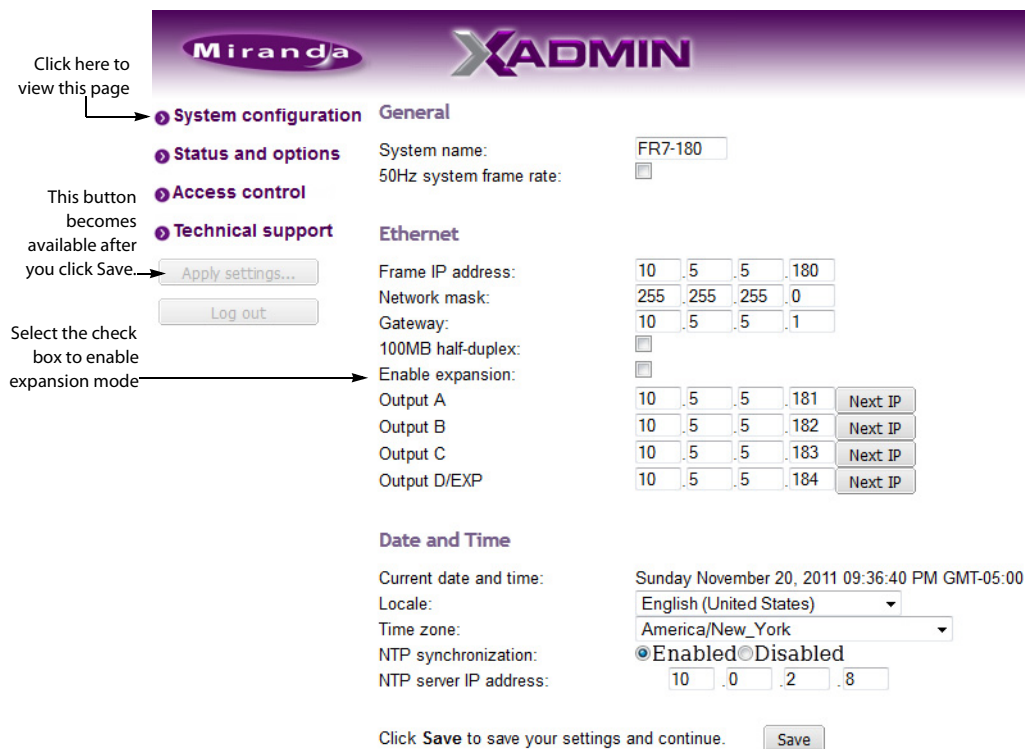 Miranda
XADMIN
Click here to
view this page
System configuration
Status and options
Access control
Technical support
This button
becomes
available after
you click Save.
Apply settings...
Log out
Select the check
box to enable
expansion mode
General
System name: FR7-180
50Hz system frame rate:
Ethernet
Frame IP address: 10 .5 .5 .180
Network mask: 255 .255 .255 .0
Gateway: 10 .5 .5 .1
100MB half-duplex:
Enable expansion:
Output A 10 .5 .5 .181 Next IP
Output B 10 .5 .5 .182 Next IP
Output C 10 .5 .5 .183 Next IP
Output D/EXP 10 .5 .5 .184 Next IP
Date and Time
Current date and time: Sunday November 20, 2011 09:36:40 PM GMT-05:00
Locale: English (United States)
Time zone: America/New_York
NTP synchronization: Enabled Disabled
NTP server IP address: 10 .0 .2 .8
Click Save to save your settings and continue. Save